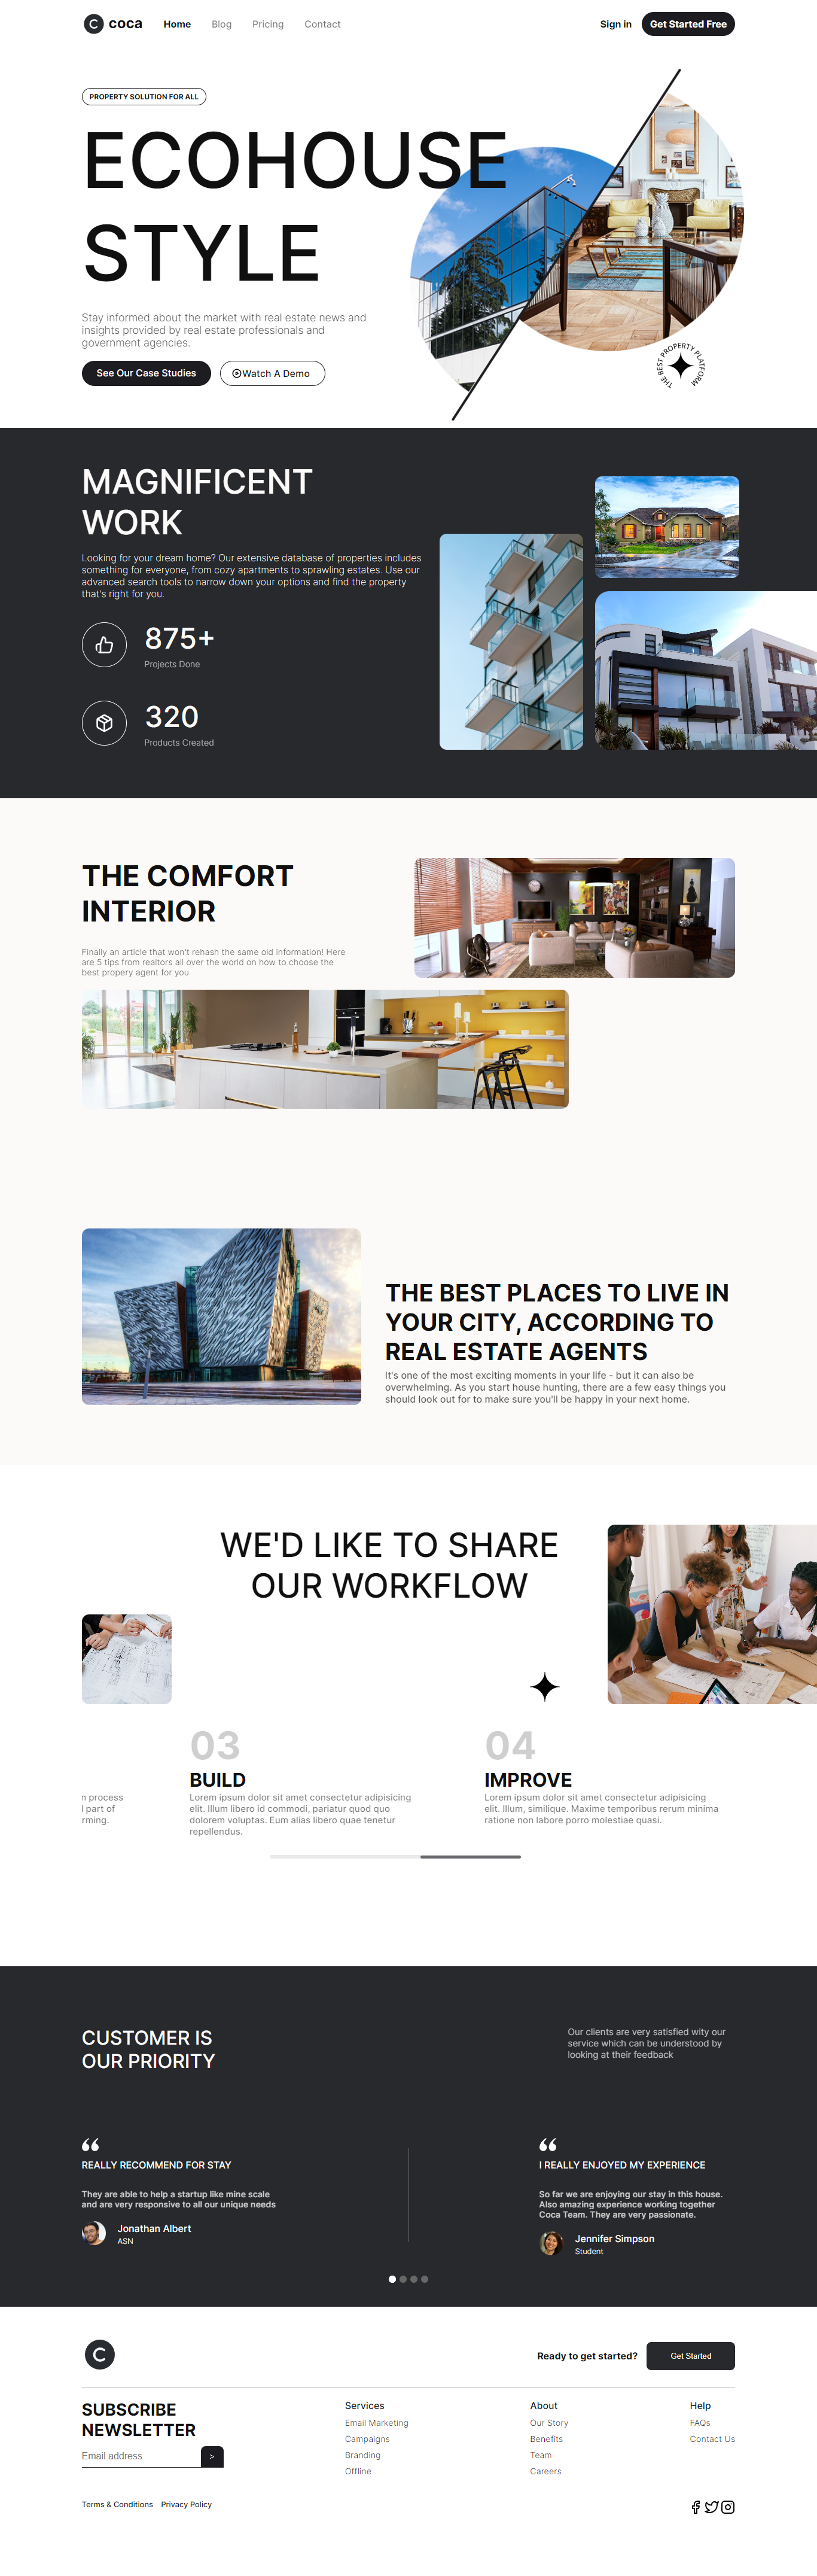 C coca Home Blog Pricing Contact Sign in Get Started Free
PROPERTY SOLUTION FOR ALL
ECOHOUSE
STYLE
Stay informed about the market with real estate news and
insights provided by real estate professionals and
government agencies.
See Our Case Studies Watch A Demo
THE BEST PROPERTY PLATFORM
MAGNIFICENT
WORK
Looking for your dream home? Our extensive database of properties includes
something for everyone, from cozy apartments to sprawling estates. Use our
advanced search tools to narrow down your options and find the property
that's right for you.
875+
Projects Done
320
Products Created
THE COMFORT
INTERIOR
Finally an article that won't rehash the same old information! Here
are 5 tips from realtors all over the world on how to choose the
best propery agent for you
THE BEST PLACES TO LIVE IN
YOUR CITY, ACCORDING TO
REAL ESTATE AGENTS
It's one of the most exciting moments in your life - but it can also be
overwhelming. As you start house hunting, there are a few easy things you
should look out for to make sure you'll be happy in your next home.
WE'D LIKE TO SHARE
OUR WORKFLOW
n process
l part of
rming.
03
BUILD
Lorem ipsum dolor sit amet consectetur adipisicing
elit. Illum libero id commodi, pariatur quod quo
dolorem voluptas. Eum alias libero quae tenetur
repellendus.
04
IMPROVE
Lorem ipsum dolor sit amet consectetur adipisicing
elit. Illum, similique. Maxime temporibus rerum minima
ratione non labore porro molestiae quasi.
CUSTOMER IS
OUR PRIORITY
Our clients are very satisfied wity our
service which can be understood by
looking at their feedback
REALLY RECOMMEND FOR STAY
They are able to help a startup like mine scale
and are very responsive to all our unique needs
Jonathan Albert
ASN
I REALLY ENJOYED MY EXPERIENCE
So far we are enjoying our stay in this house.
Also amazing experience working together
Coca Team. They are very passionate.
Jennifer Simpson
Student
C
Ready to get started? Get Started
SUBSCRIBE
NEWSLETTER
Email address >
Services
Email Marketing
Campaigns
Branding
Offline
About
Our Story
Benefits
Team
Careers
Help
FAQs
Contact Us
Terms & Conditions Privacy Policy